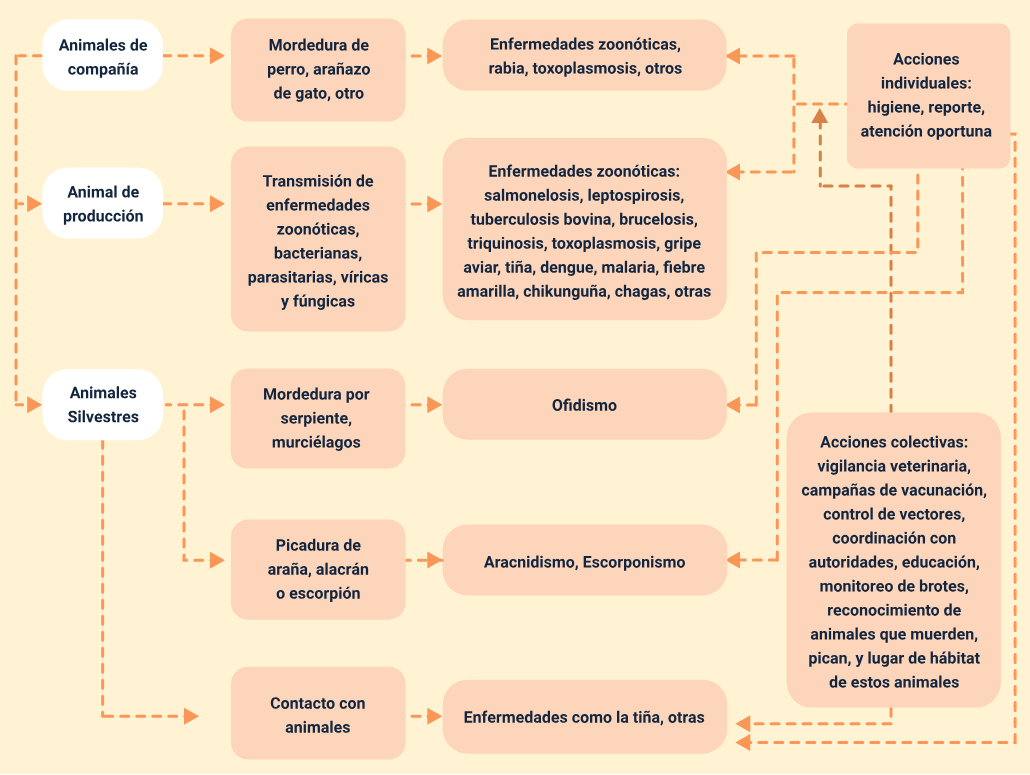 Animales de
compañía
Mordedura de
perro, arañazo
de gato, otro
Enfermedades zoonóticas,
rabia, toxoplasmosis, otros
Acciones
individuales:
higiene, reporte,
atención oportuna
Animal de
producción
Transmisión de
enfermedades
zoonóticas,
bacterianas,
parasitarias, víricas
y fúngicas
Enfermedades zoonóticas:
salmonelosis, leptospirosis,
tuberculosis bovina, brucelosis,
triquinosis, toxoplasmosis, gripe
aviar, tiña, dengue, malaria, fiebre
amarilla, chikunguña, chagas, otras
Animales
Silvestres
Mordedura por
serpiente,
murciélagos
Ofidismo
Picadura de
araña, alacrán
o escorpión
Aracnidismo, Escorponismo
Acciones colectivas:
vigilancia veterinaria,
campañas de vacunación,
control de vectores,
coordinación con
autoridades, educación,
monitoreo de brotes,
reconocimiento de
animales que muerden,
pican, y lugar de hábitat
de estos animales
Contacto con
animales
Enfermedades como la tiña, otras